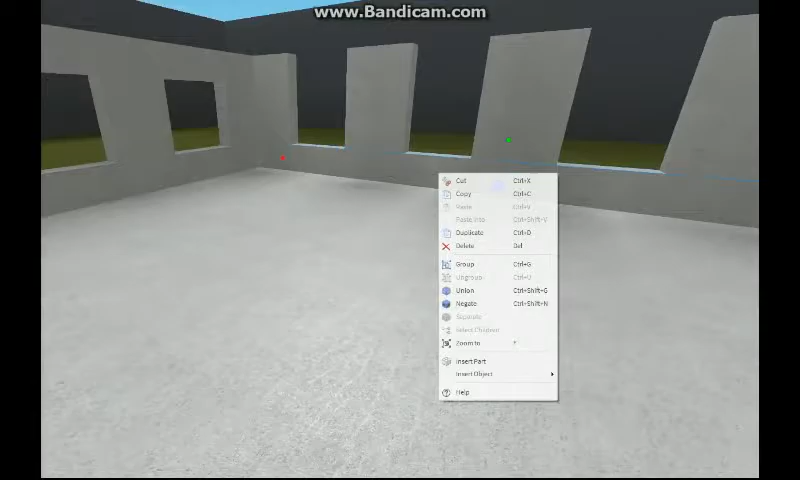 www.Bandicam.com
Cut Ctrl+X
Copy Ctrl+C
Paste Ctrl+V
Paste Into Ctrl+Shift+V
Duplicate Ctrl+D
Delete Del
Group Ctrl+G
Ungroup Ctrl+U
Union Ctrl+Shift+G
Negate Ctrl+Shift+N
Separate
Select Children
Zoom to F
Insert Part
Insert Object
Help